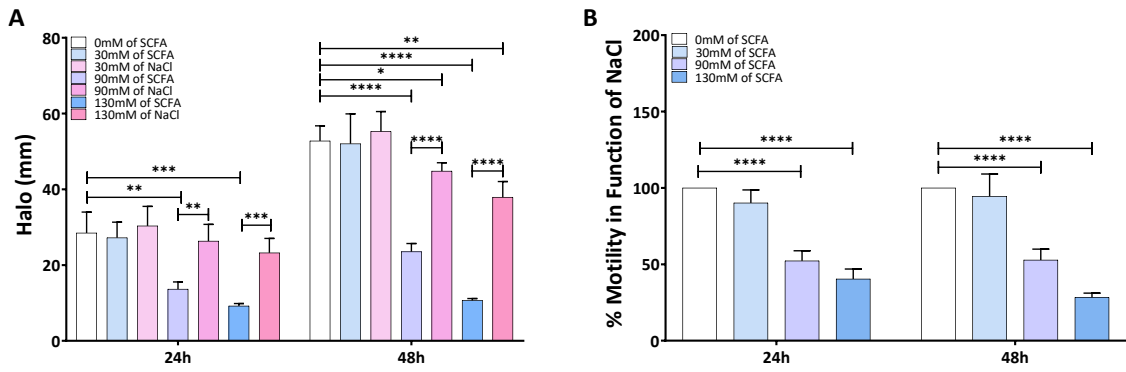 A
Halo (mm)
80
60
40
20
0
0mM of SCFA
30mM of SCFA
30mM of NaCl
90mM of SCFA
90mM of NaCl
130mM of SCFA
130mM of NaCl
**
****
*
****
****
****
***
**
**
***
24h
48h
B
% Motility in Function of NaCl
200
150
100
50
0
0mM of SCFA
30mM of SCFA
90mM of SCFA
130mM of SCFA
****
****
****
****
24h
48h